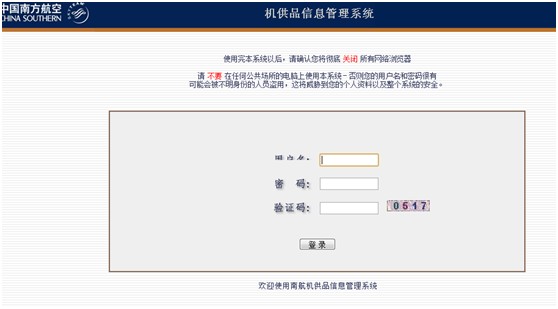 中国南方航空
CHINA SOUTHERN
机供品信息管理系统
使用完本系统以后，请确认您将彻底 关闭 所有网络浏览器
请 不要 在任何公共场所的电脑上使用本系统－否则您的用户名和密码很有
可能会被不明身份的人员盗用，这将威胁到您的个人资料以及整个系统的安全。
用户名：
密 码：
验证码： 0517
登录
欢迎使用南航机供品信息管理系统